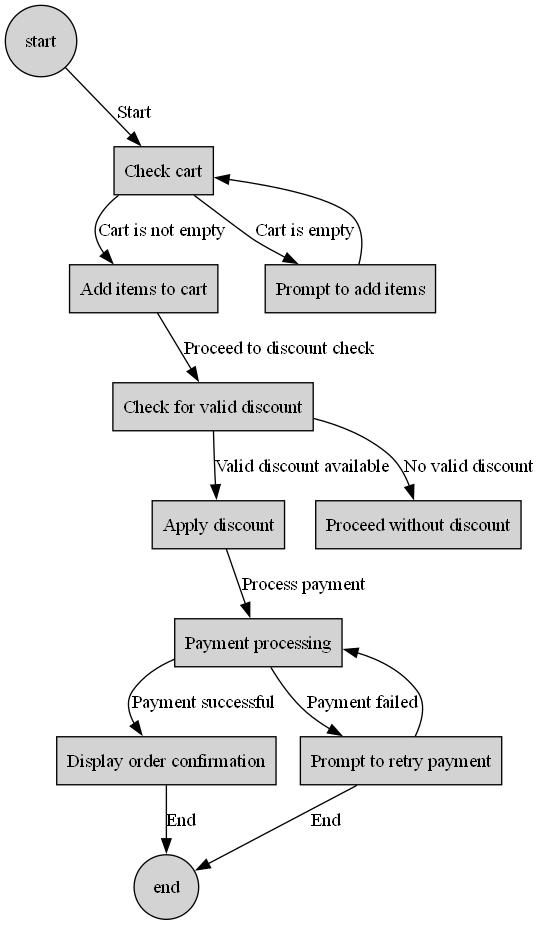 start
Start
Check cart
Cart is not empty
Cart is empty
Add items to cart
Prompt to add items
Proceed to discount check
Check for valid discount
Valid discount available
No valid discount
Apply discount
Proceed without discount
Process payment
Payment processing
Payment successful
Payment failed
Display order confirmation
Prompt to retry payment
End
End
end